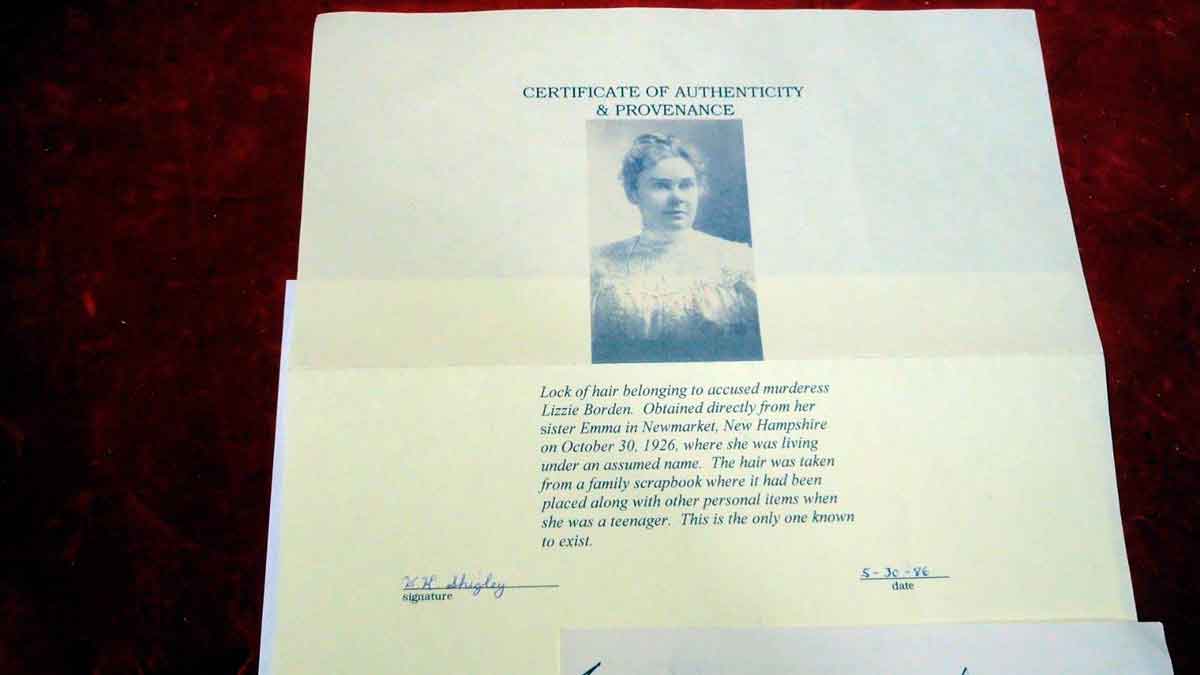 CERTIFICATE OF AUTHENTICITY
& PROVENANCE
Lock of hair belonging to accused murderess
Lizzie Borden. Obtained directly from her
sister Emma in Newmarket, New Hampshire
on October 30, 1926, where she was living
under an assumed name. The hair was taken
from a family scrapbook where it had been
placed along with other personal items when
she was a teenager. This is the only one known
to exist.
Shigley
signature
5-30-86
date